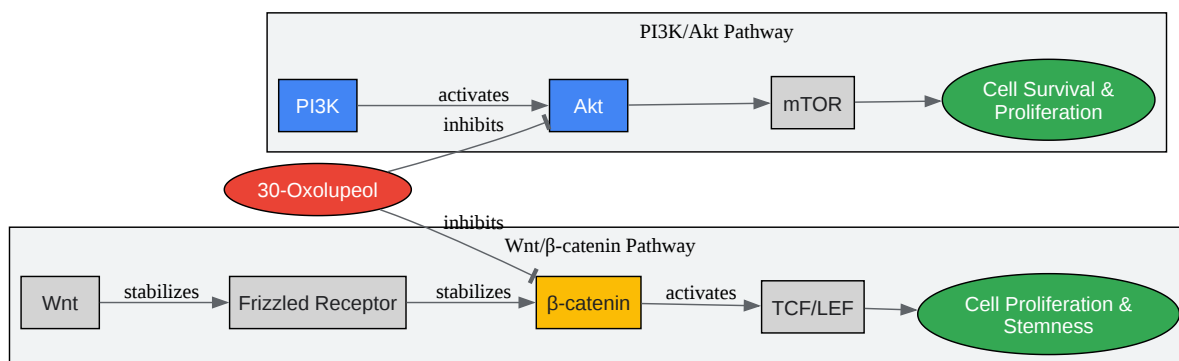 PI3K/Akt Pathway
PI3K
activates
Akt
mTOR
Cell Survival &
Proliferation
inhibits
30-Oxolupeol
inhibits
Wnt/β-catenin Pathway
Wnt
stabilizes
Frizzled Receptor
stabilizes
β-catenin
activates
TCF/LEF
Cell Proliferation &
Stemness